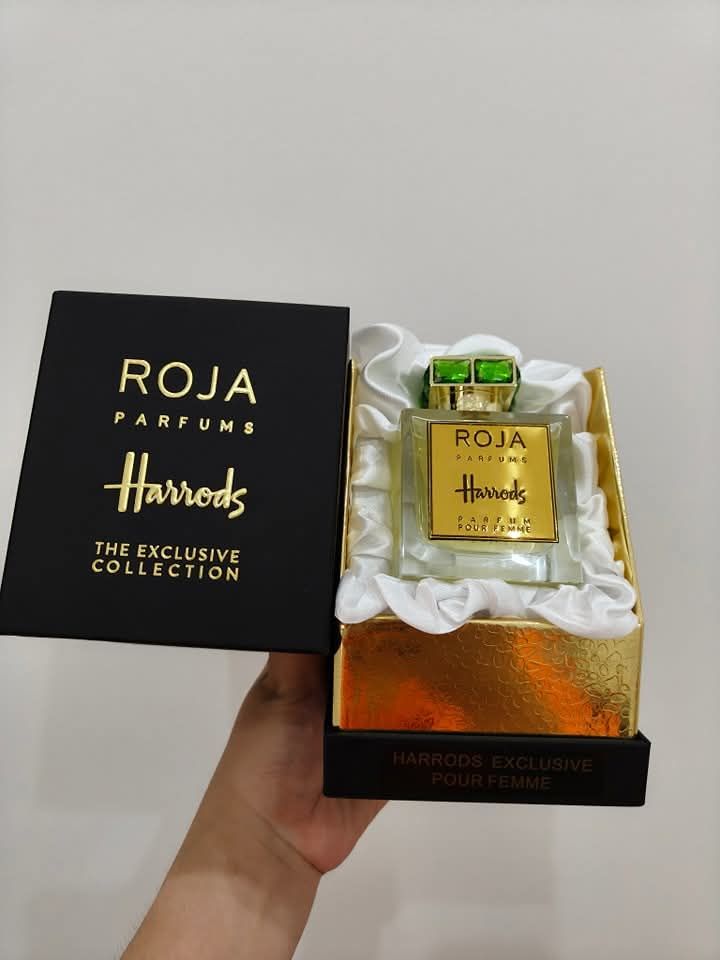 ROJA
PARFUMS
Harrods
THE EXCLUSIVE
COLLECTION
ROJA
PARFUMS
Harrods
PARFUM
POUR FEMME
HARRODS EXCLUSIVE
POUR FEMME